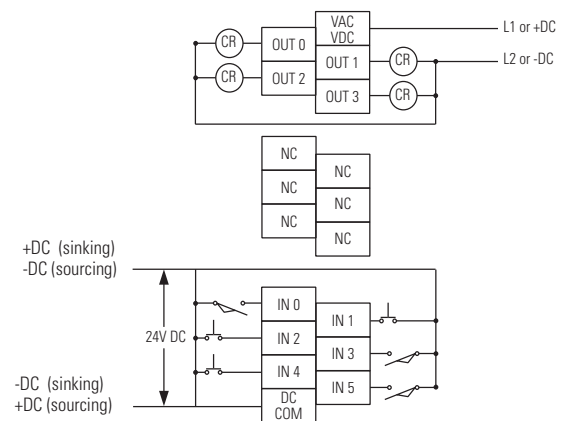 VAC
VDC
L1 or +DC
CR
OUT 0
OUT 1
CR
L2 or -DC
CR
OUT 2
OUT 3
CR
NC
NC
NC
NC
NC
NC
+DC (sinking)
-DC (sourcing)
IN 0
IN 1
24V DC
IN 2
IN 3
IN 4
IN 5
-DC (sinking)
+DC (sourcing)
DC
COM